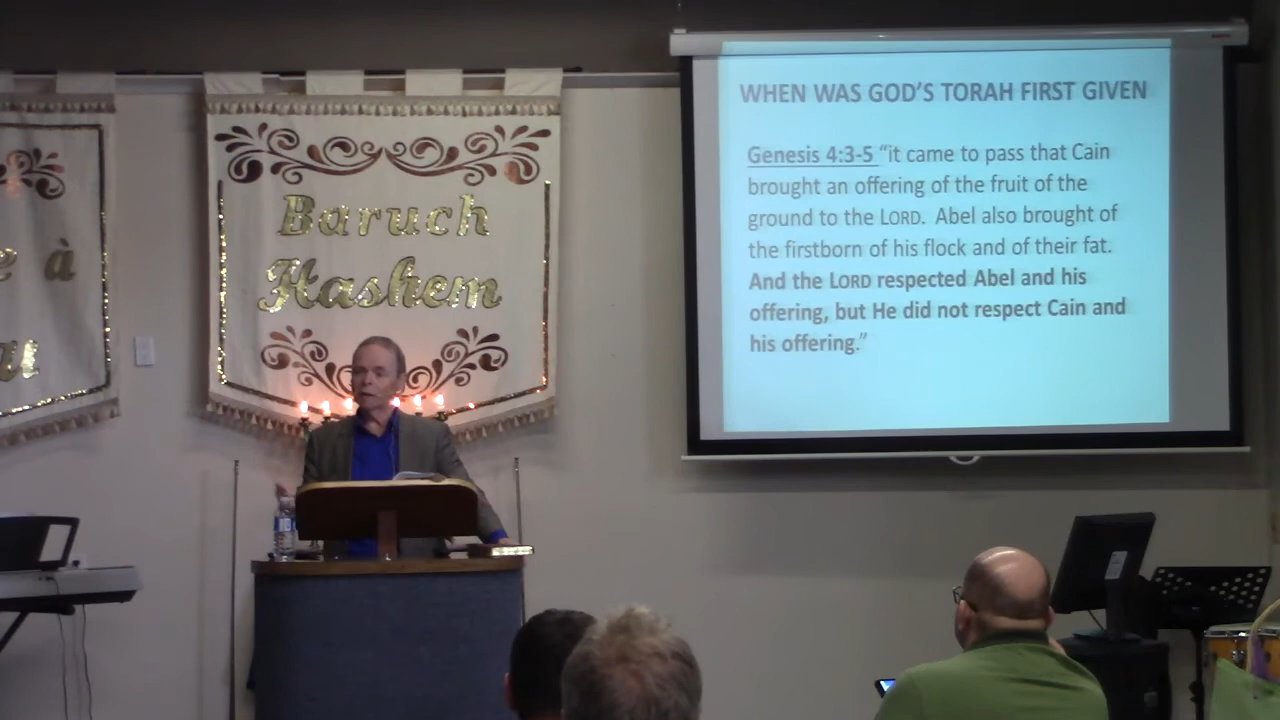 à
Baruch
Hashem
WHEN WAS GOD'S TORAH FIRST GIVEN
Genesis 4:3-5 “it came to pass that Cain
brought an offering of the fruit of the
ground to the LORD. Abel also brought of
the firstborn of his flock and of their fat.
And the LORD respected Abel and his
offering, but He did not respect Cain and
his offering.”